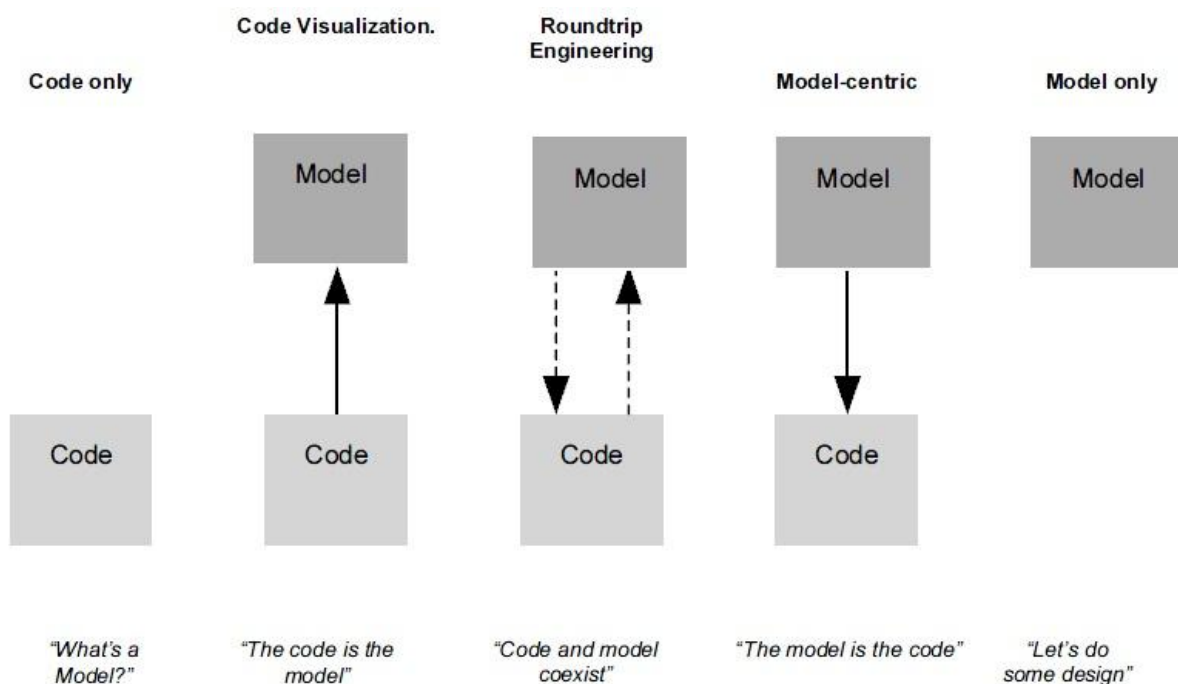 Code Visualization.
Roundtrip
Engineering
Code only
Model-centric
Model only
Model
Model
Model
Model
Code
Code
Code
Code
“What’s a
Model?”
“The code is the
model”
“Code and model
coexist”
“The model is the code”
“Let’s do
some design”